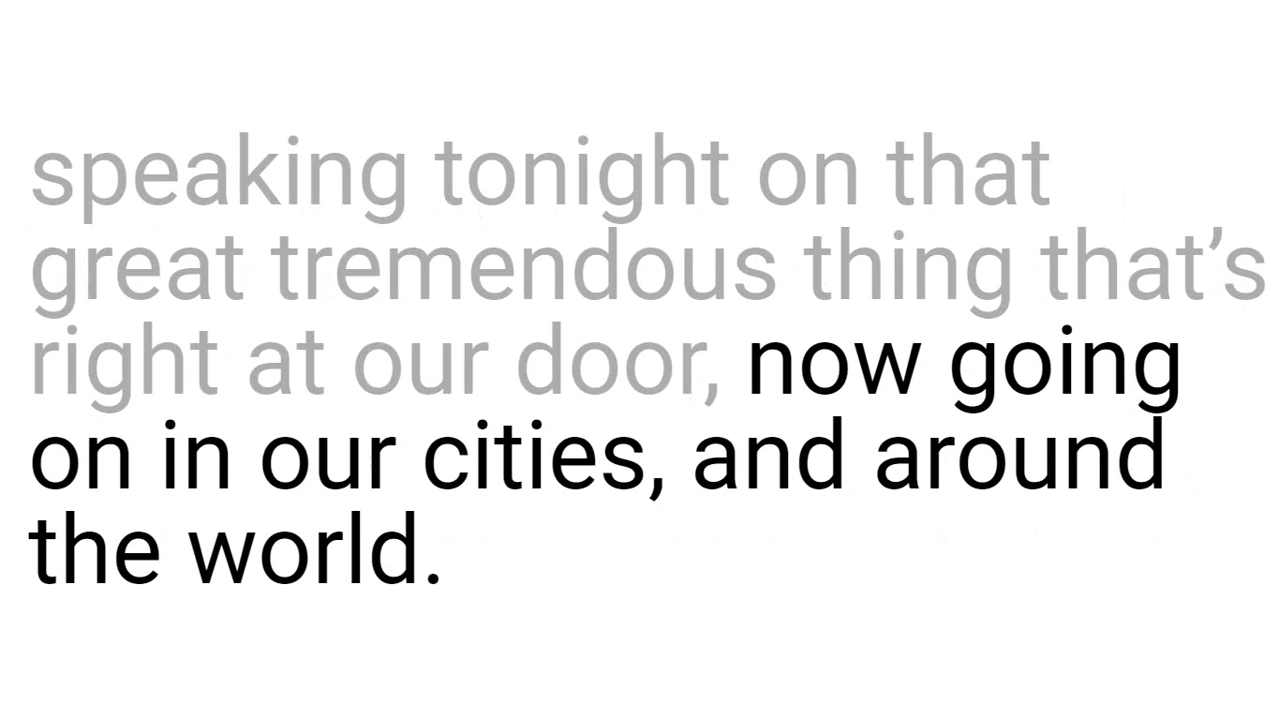 speaking tonight on that
great tremendous thing that’s
right at our door, now going
on in our cities, and around
the world.